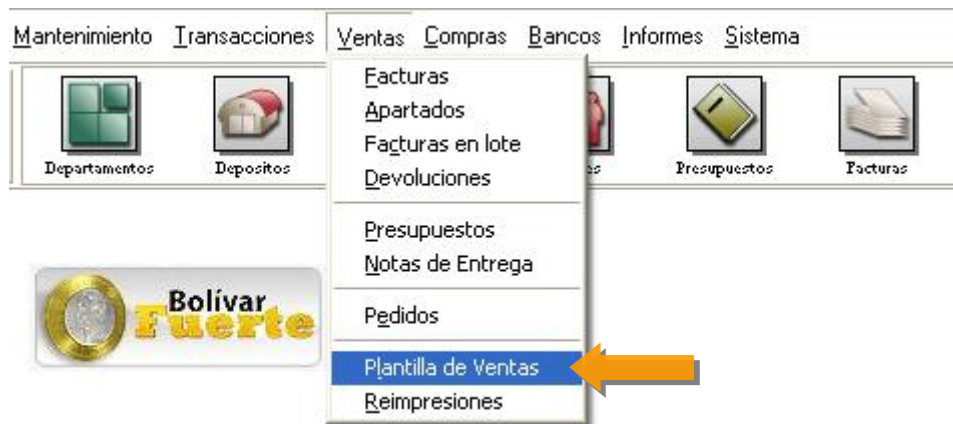 Mantenimiento Transacciones Ventas Compras Bancos Informes Sistema
Facturas
Apartados
Facturas en lote
Devoluciones
Presupuestos
Notas de Entrega
Pedidos
Plantilla de Ventas
Reimpresiones
Departamentos Depositos Presupuestos Facturas
Bolívar
Fuerte